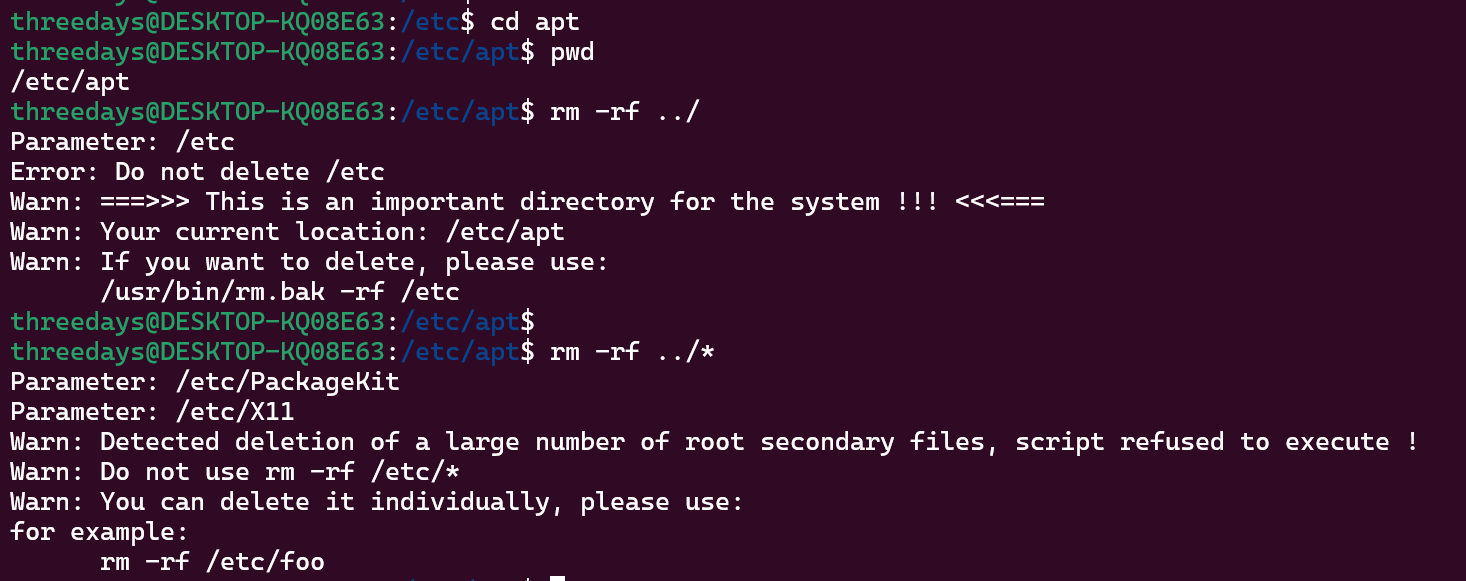 threedays@DESKTOP-KQ08E63:/etc$ cd apt
threedays@DESKTOP-KQ08E63:/etc/apt$ pwd
/etc/apt
threedays@DESKTOP-KQ08E63:/etc/apt$ rm -rf ../
Parameter: /etc
Error: Do not delete /etc
Warn: ===>>> This is an important directory for the system !!! <<<===
Warn: Your current location: /etc/apt
Warn: If you want to delete, please use:
      /usr/bin/rm.bak -rf /etc
threedays@DESKTOP-KQ08E63:/etc/apt$
threedays@DESKTOP-KQ08E63:/etc/apt$ rm -rf ../*
Parameter: /etc/PackageKit
Parameter: /etc/X11
Warn: Detected deletion of a large number of root secondary files, script refused to execute !
Warn: Do not use rm -rf /etc/*
Warn: You can delete it individually, please use:
for example:
      rm -rf /etc/foo